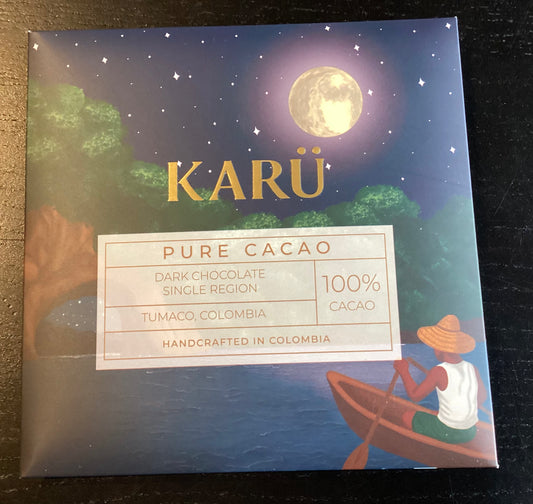 KARÜ
PURE CACAO
DARK CHOCOLATE
SINGLE REGION
100%
CACAO
TUMACO, COLOMBIA
HANDCRAFTED IN COLOMBIA